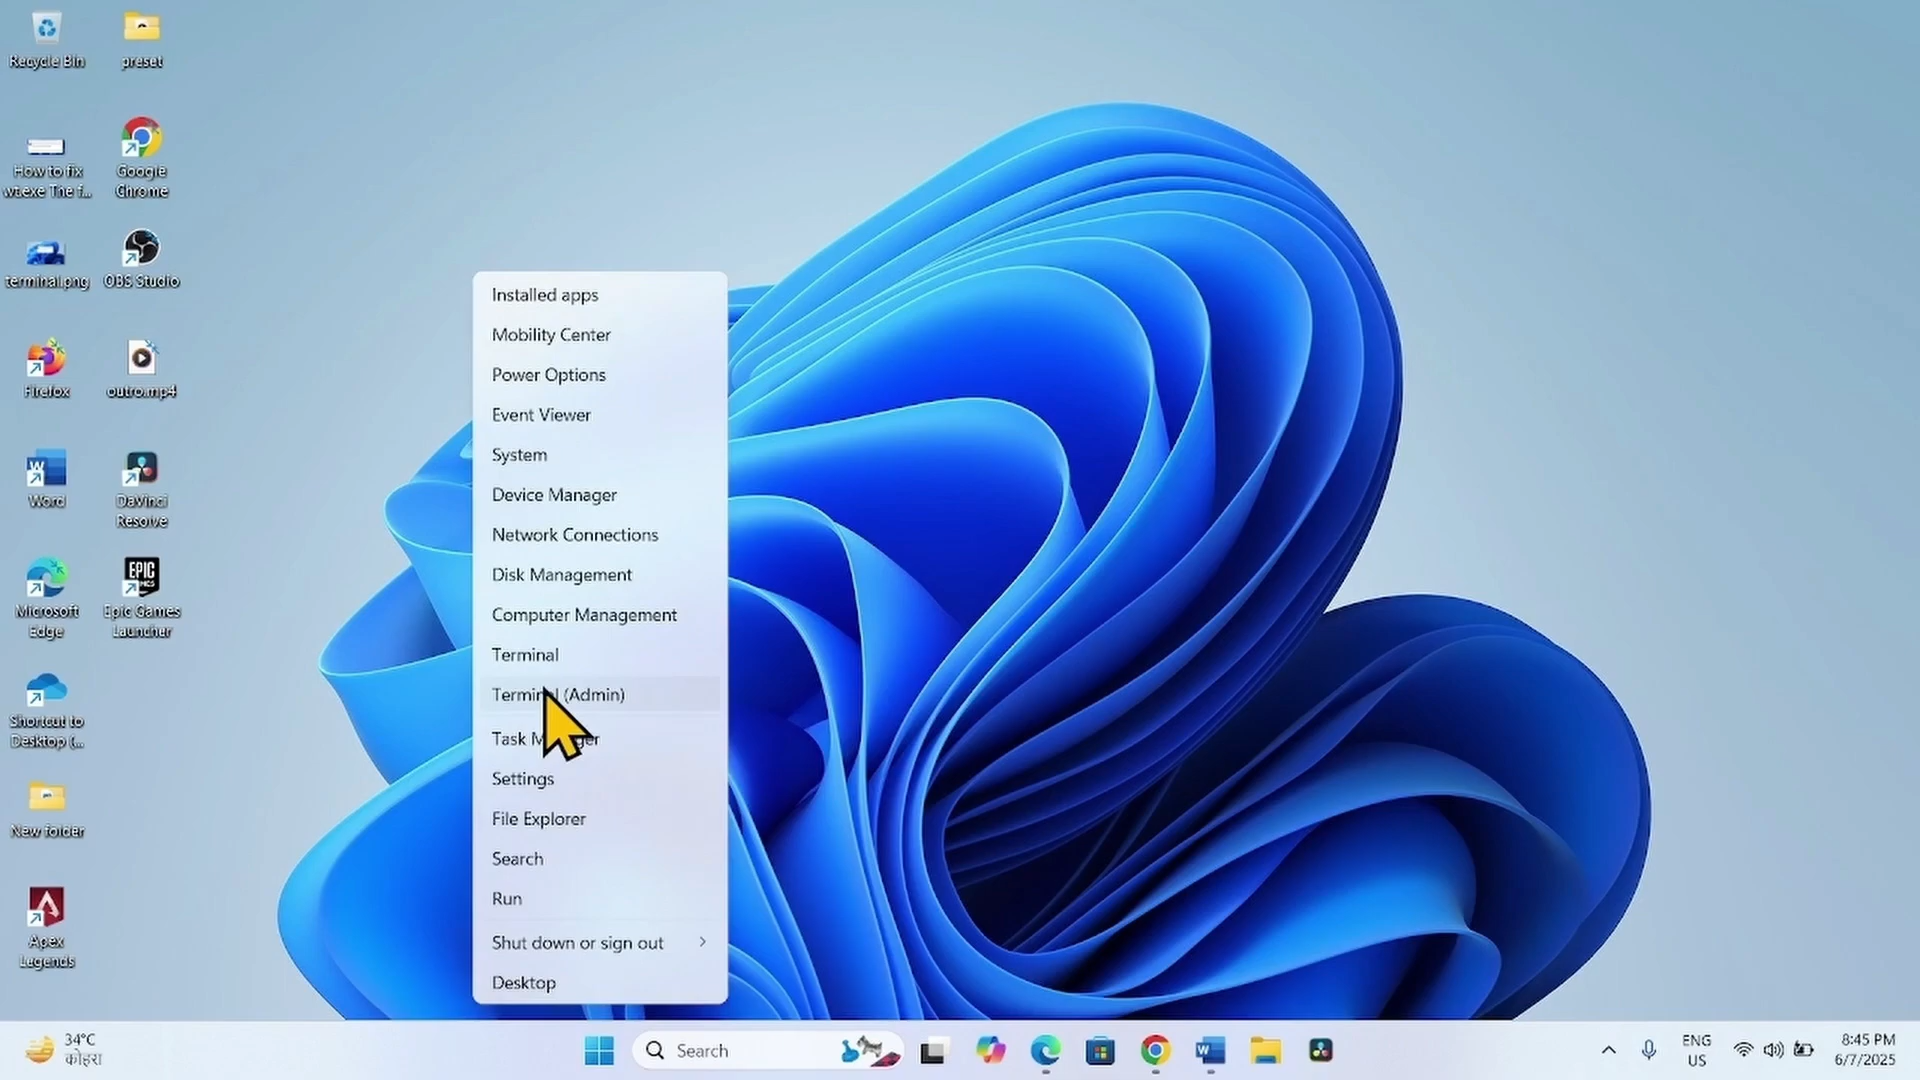 Recycle Bin
preset
How to fix
wt.exe The f...
Google
Chrome
terminal.png
OBS Studio
Firefox
outro.mp4
Word
DaVinci
Resolve
Microsoft
Edge
EPIC
GAMES
Epic Games
Launcher
Shortcut to
Desktop (...
New folder
Apex
Legends
Installed apps
Mobility Center
Power Options
Event Viewer
System
Device Manager
Network Connections
Disk Management
Computer Management
Terminal
Terminal (Admin)
Task Manager
Settings
File Explorer
Search
Run
Shut down or sign out
Desktop
34°C
कोहरा
Search
ENG
US
8:45 PM
6/7/2025